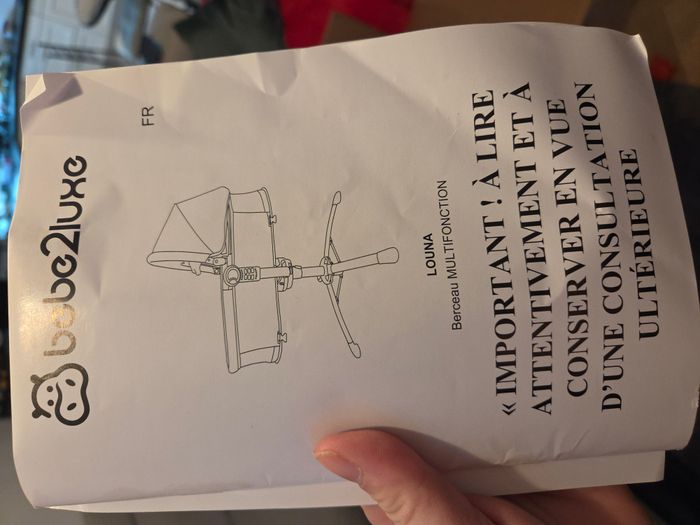 bebe2luxe
FR
LOUNA
Berceau MULTIFONCTION
« IMPORTANT ! À LIRE
ATTENTIVEMENT ET À
CONSERVER EN VUE
D'UNE CONSULTATION
ULTÉRIEURE